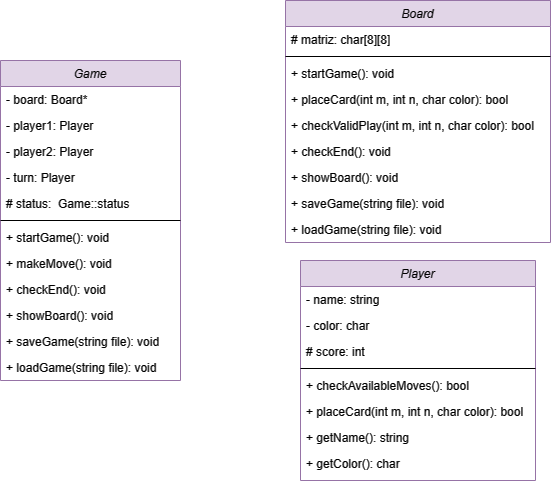 Game
- board: Board*
- player1: Player
- player2: Player
- turn: Player
# status:  Game::status
+ startGame(): void
+ makeMove(): void
+ checkEnd(): void
+ showBoard(): void
+ saveGame(string file): void
+ loadGame(string file): void
Board
# matriz: char[8][8]
+ startGame(): void
+ placeCard(int m, int n, char color): bool
+ checkValidPlay(int m, int n, char color): bool
+ checkEnd(): void
+ showBoard(): void
+ saveGame(string file): void
+ loadGame(string file): void
Player
- name: string
- color: char
# score: int
+ checkAvailableMoves(): bool
+ placeCard(int m, int n, char color): bool
+ getName(): string
+ getColor(): char